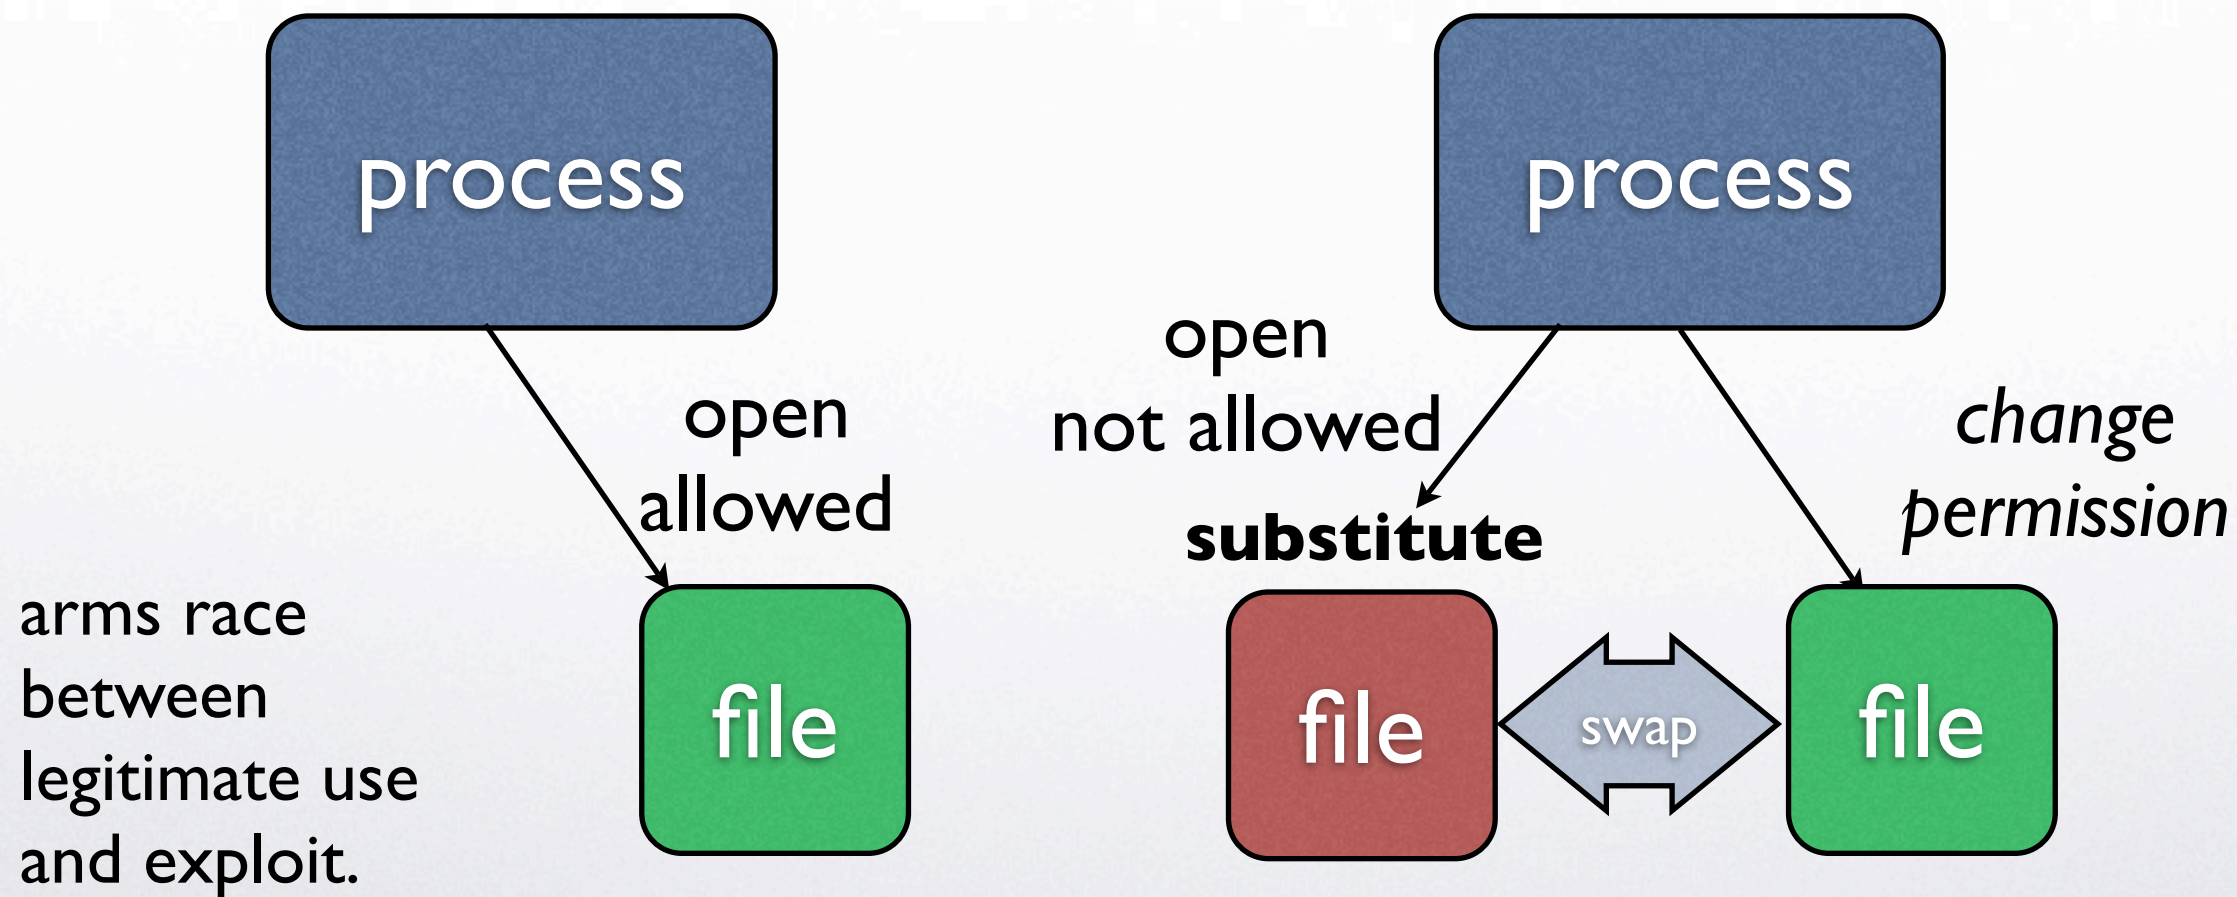 process
open
allowed
file
arms race
between
legitimate use
and exploit.
process
open
not allowed
substitute
change
permission
file
swap
file